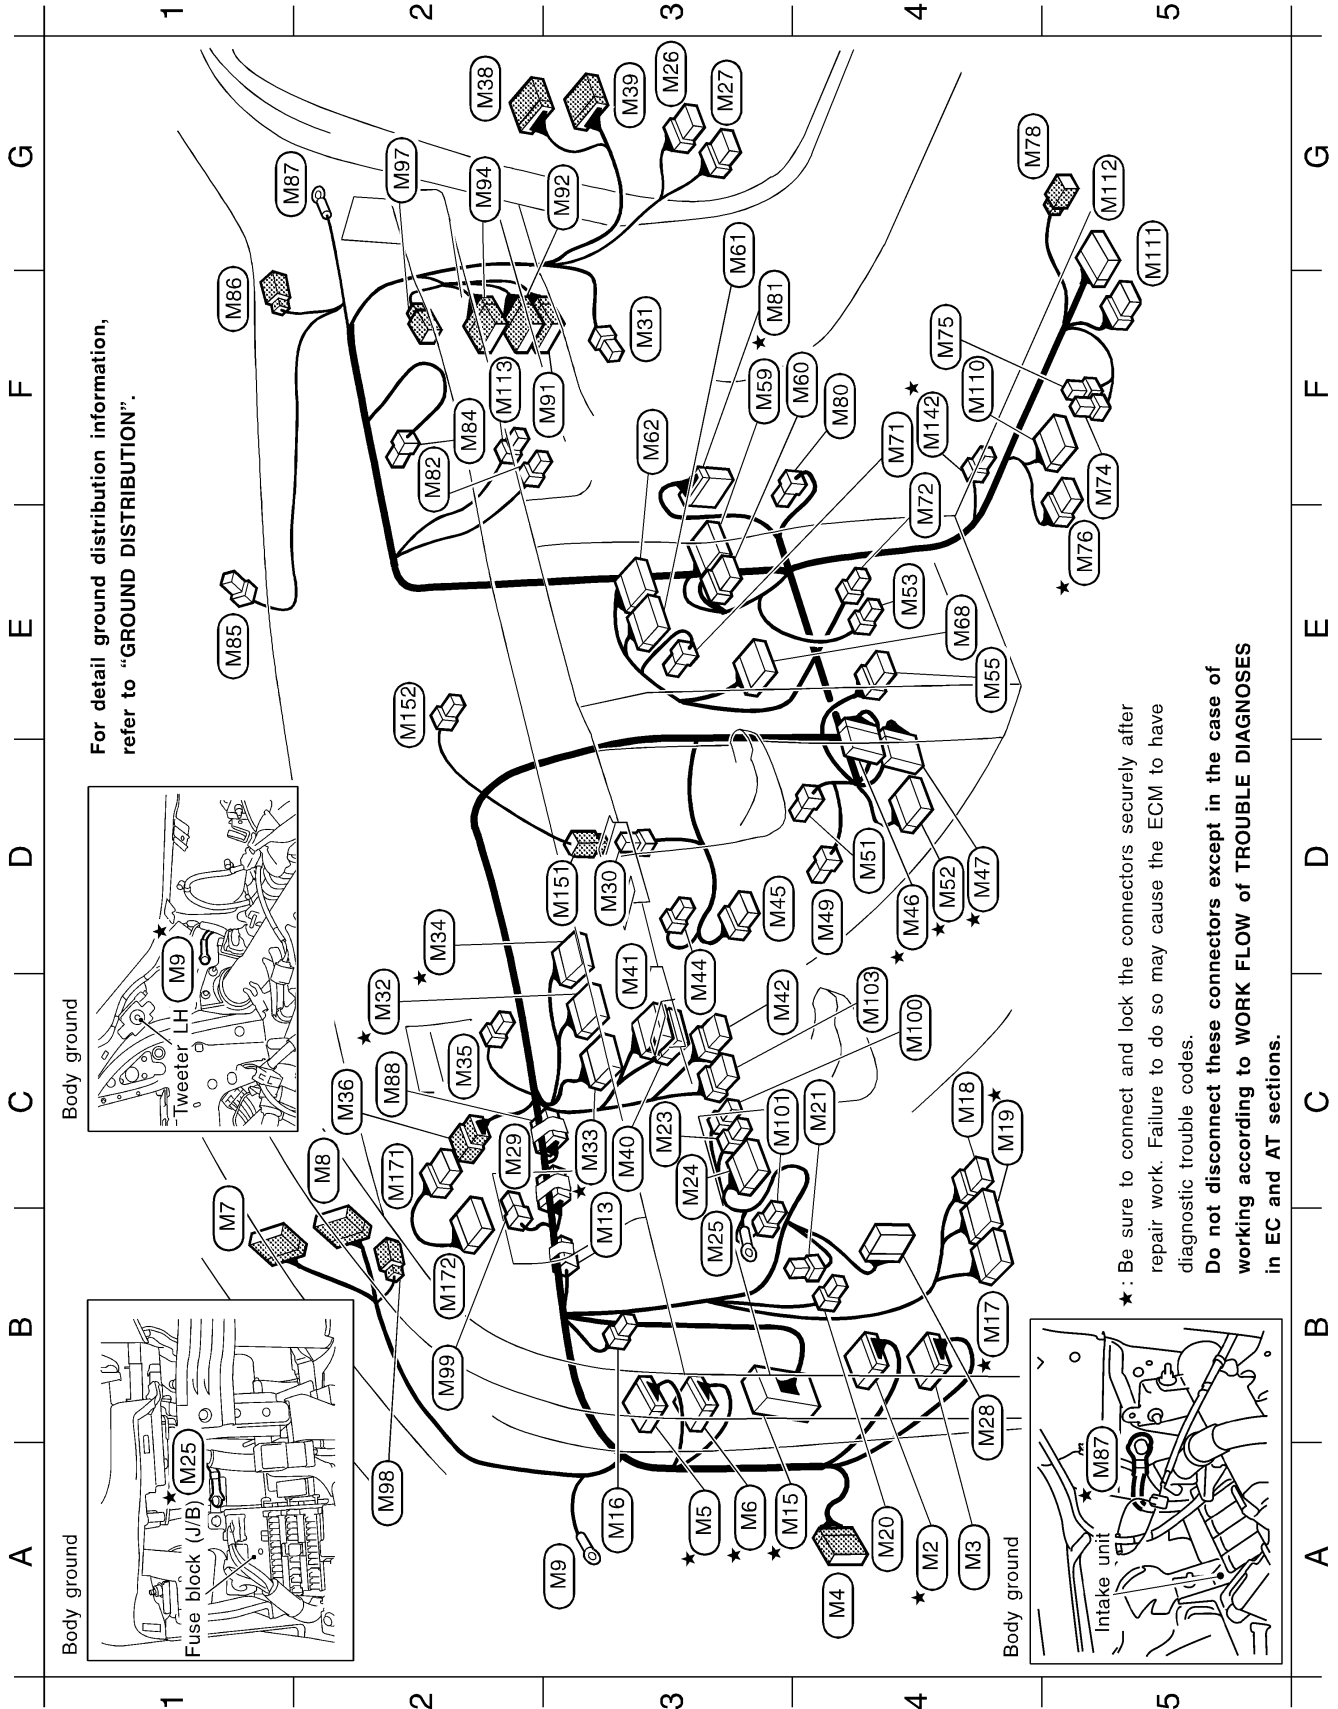 A
B
C
D
E
F
G
1
2
3
4
5
Body ground
★ M25
Fuse block (J/B)
Body ground
★
M9
Tweeter LH
For detail ground distribution information,
refer to “GROUND DISTRIBUTION”.
M7
M8
M98
M172
M171
M99
M36
M88
★ M32
★ M34
M35
M29
M33
M40
M13 ★
M41
M44
M151
M30
M45
M152
M85
M86
M87
M84
M82
M113
M91
M97
M94
M92
M38
M39
M26
M27
M31
M61
M81 ★
M59
M60
M62
M80
M71
M142 ★
M72
M53
M68
M55
M110
M75
M78
M112
M111
M74
M76 ★
M51
M49
M46 ★
M52 ★
M47 ★
M42
M103
M100
M23
M24
M25
M101
M21
M18
M19 ★
M17 ★
M28
M9
M16
M5 ★
M6 ★
M15 ★
M4
M20
M2 ★
M3
Body ground
★ M87
Intake unit
★ : Be sure to connect and lock the connectors securely after
repair work. Failure to do so may cause the ECM to have
diagnostic trouble codes.
Do not disconnect these connectors except in the case of
working according to WORK FLOW of TROUBLE DIAGNOSES
in EC and AT sections.
1
2
3
4
5
A
B
C
D
E
F
G